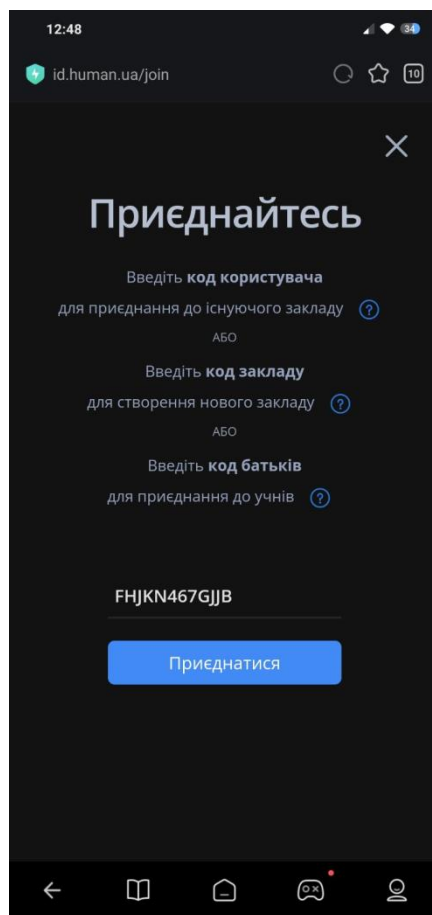 12:48
34
id.human.ua/join
10
Приєднайтесь
Введіть код користувача
для приєднання до існуючого закладу ?
АБО
Введіть код закладу
для створення нового закладу ?
АБО
Введіть код батьків
для приєднання до учнів ?
FHJKN467GJJB
Приєднатися